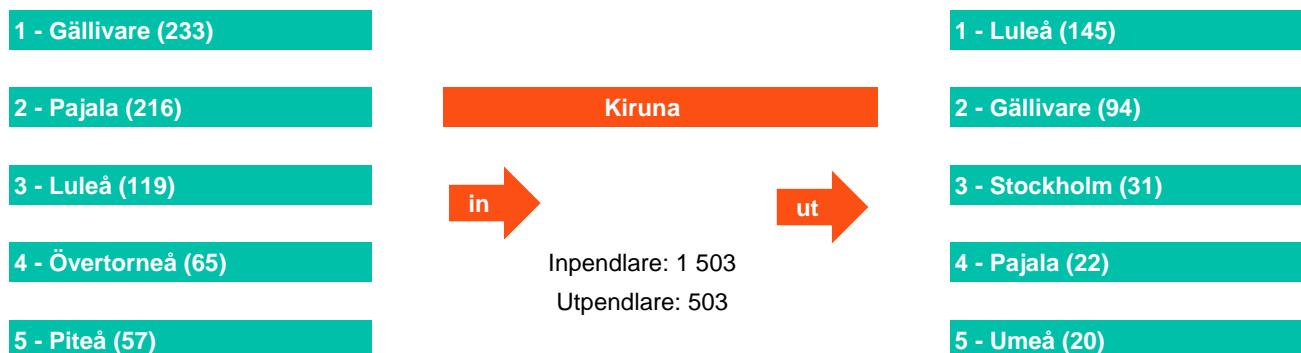 1 - Gällivare (233)
2 - Pajala (216)
3 - Luleå (119)
4 - Övertorneå (65)
5 - Piteå (57)
Kiruna
in
ut
Inpendlare: 1 503
Utpendlare: 503
1 - Luleå (145)
2 - Gällivare (94)
3 - Stockholm (31)
4 - Pajala (22)
5 - Umeå (20)